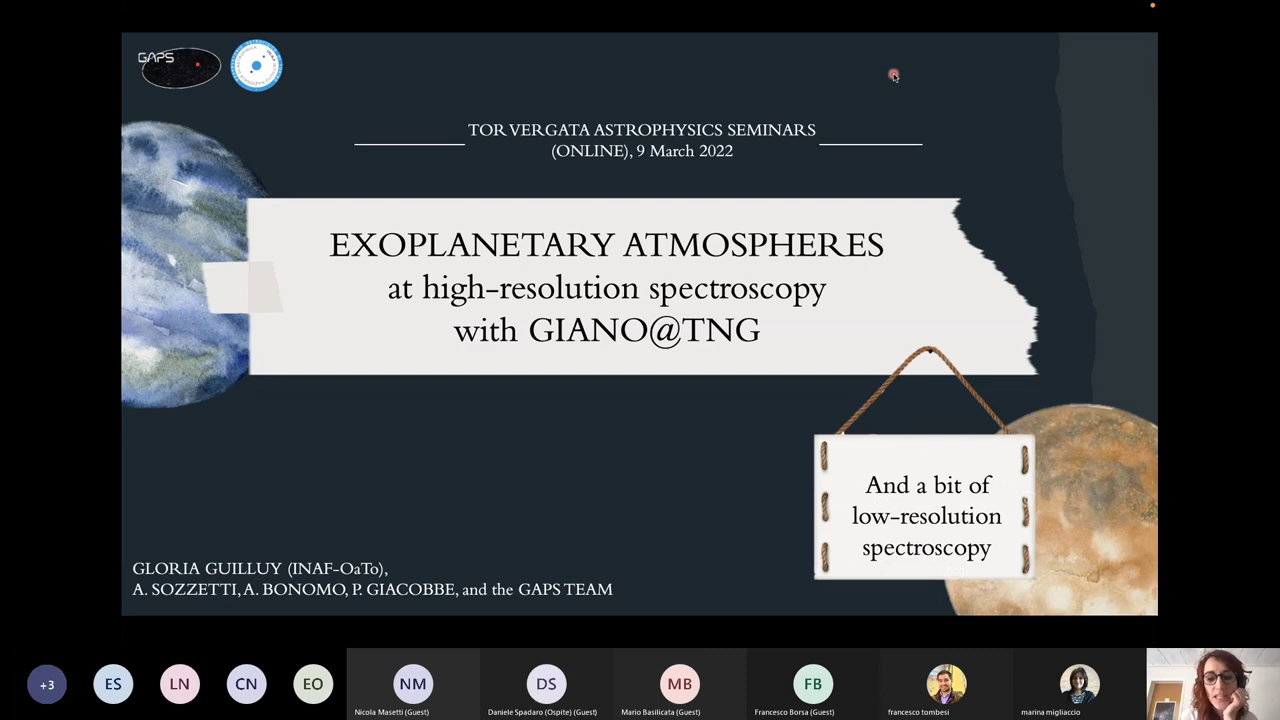 GAPS
TOR VERGATA ASTROPHYSICS SEMINARS
(ONLINE), 9 March 2022
EXOPLANETARY ATMOSPHERES
at high-resolution spectroscopy
with GIANO@TNG
And a bit of
low-resolution
spectroscopy
GLORIA GUILLUY (INAF-OaTo),
A. SOZZETTI, A. BONOMO, P. GIACOBBE, and the GAPS TEAM
+3
ES
LN
CN
EO
NM
DS
MB
FB
Nicola Masetti (Guest)
Daniele Spadaro (Ospite) (Guest)
Mario Basilicata (Guest)
Francesco Borsa (Guest)
francesco tombesi
marina migliaccio